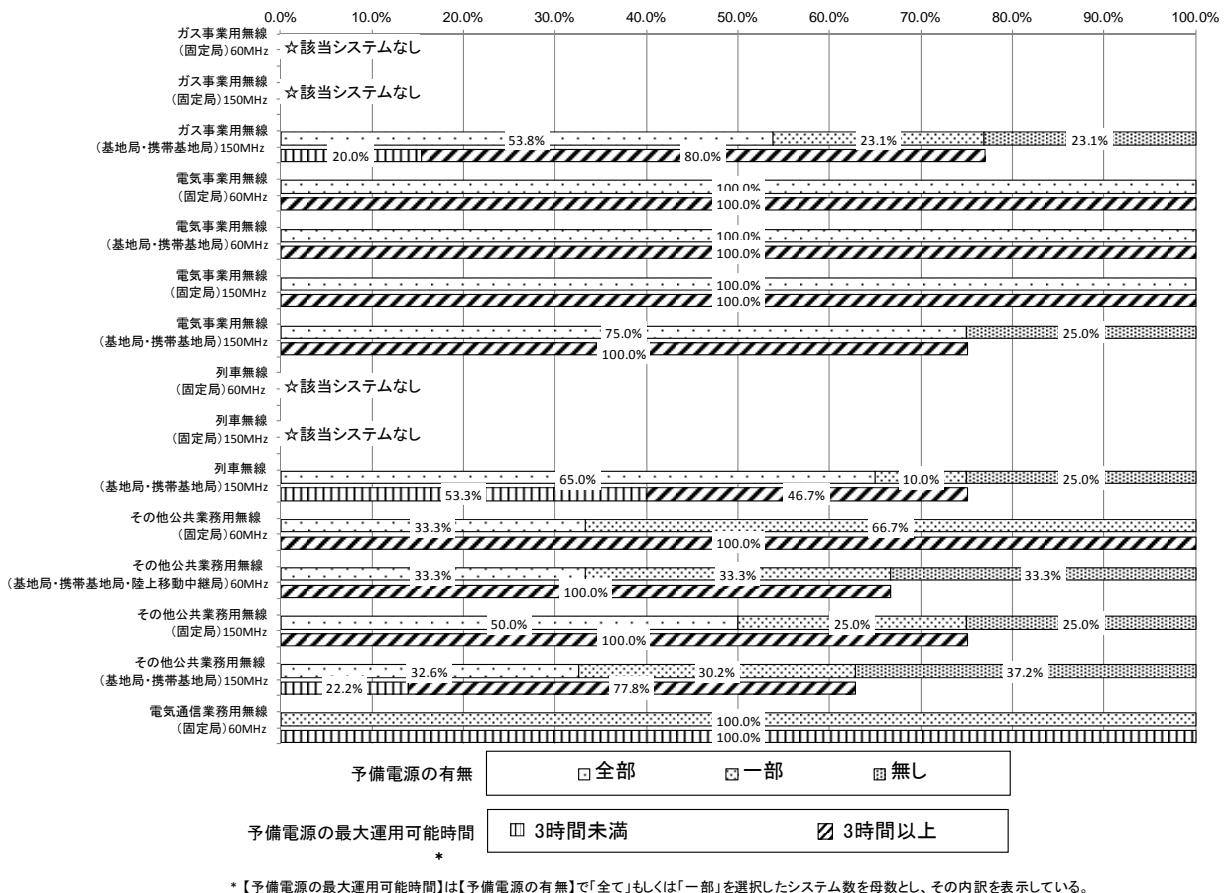 0.0% 10.0% 20.0% 30.0% 40.0% 50.0% 60.0% 70.0% 80.0% 90.0% 100.0%
ガス事業用無線
(固定局)60MHz
☆該当システムなし
ガス事業用無線
(固定局)150MHz
☆該当システムなし
ガス事業用無線
(基地局・携帯基地局)150MHz
53.8% 23.1% 23.1%
20.0% 80.0%
電気事業用無線
(固定局)60MHz
100.0%
100.0%
電気事業用無線
(基地局・携帯基地局)60MHz
100.0%
100.0%
電気事業用無線
(固定局)150MHz
100.0%
100.0%
電気事業用無線
(基地局・携帯基地局)150MHz
75.0% 25.0%
100.0%
列車無線
(固定局)60MHz
☆該当システムなし
列車無線
(固定局)150MHz
☆該当システムなし
列車無線
(基地局・携帯基地局)150MHz
65.0% 10.0% 25.0%
53.3% 46.7%
その他公共業務用無線
(固定局)60MHz
33.3% 66.7%
100.0%
その他公共業務用無線
(基地局・携帯基地局・陸上移動中継局)60MHz
33.3% 33.3% 33.3%
100.0%
その他公共業務用無線
(固定局)150MHz
50.0% 25.0% 25.0%
100.0%
その他公共業務用無線
(基地局・携帯基地局)150MHz
32.6% 30.2% 37.2%
22.2% 77.8%
電気通信業務用無線
(固定局)60MHz
100.0%
100.0%
予備電源の有無 全部 一部 無し
予備電源の最大運用可能時間 3時間未満 3時間以上
*
* 【予備電源の最大運用可能時間】は【予備電源の有無】で「全て」もしくは「一部」を選択したシステム数を母数とし、その内訳を表示している。